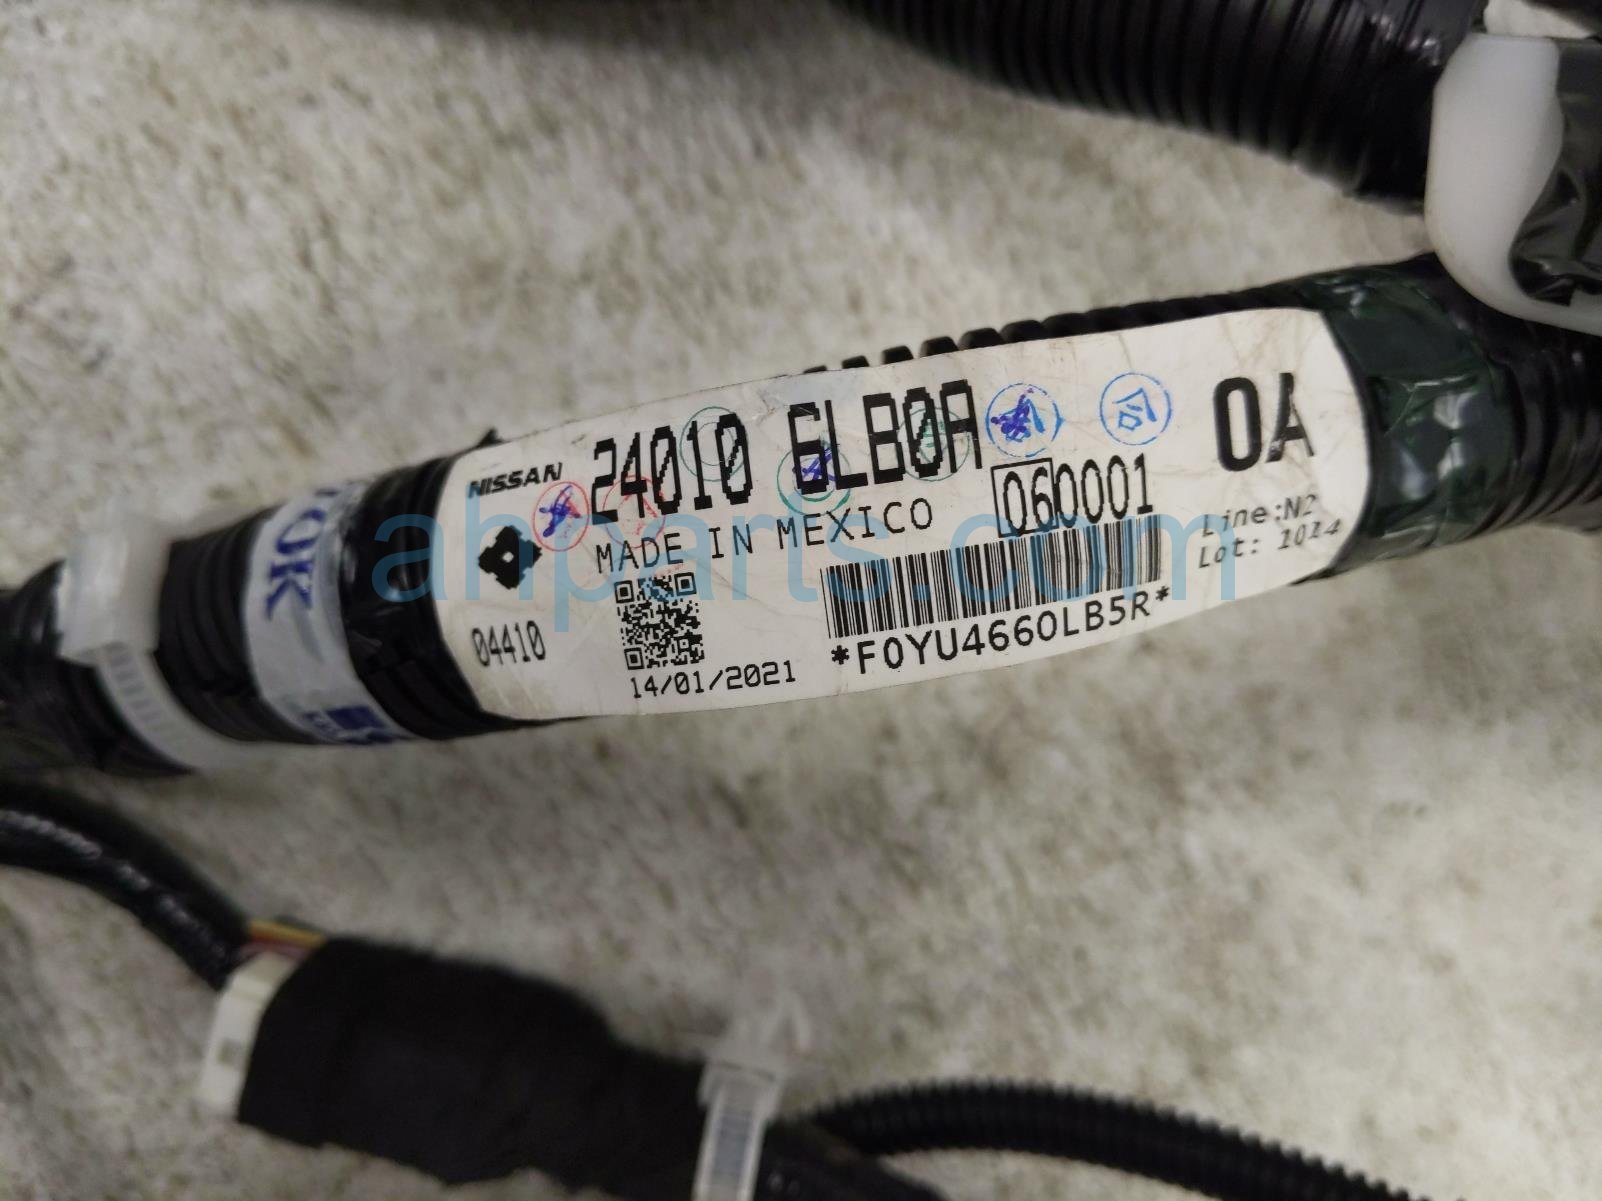 NISSAN 24010 6LB0A 0A
MADE IN MEXICO 060001
Line:N2
Lot: 1014
04410
14/01/2021
*F0YU4660LB5R*
OK
ahparts.com